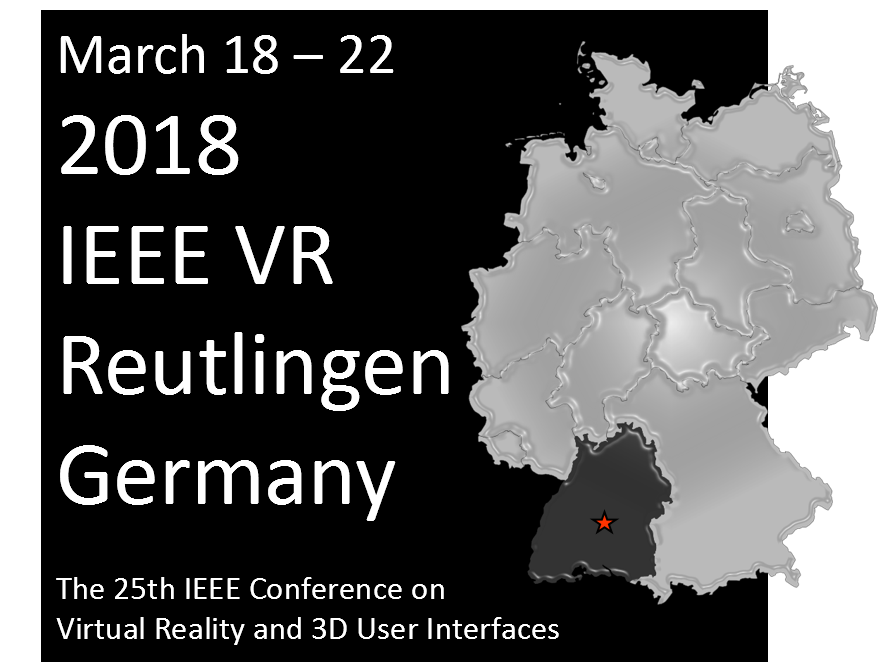 March 18 – 22
2018
IEEE VR
Reutlingen
Germany
The 25th IEEE Conference on
Virtual Reality and 3D User Interfaces